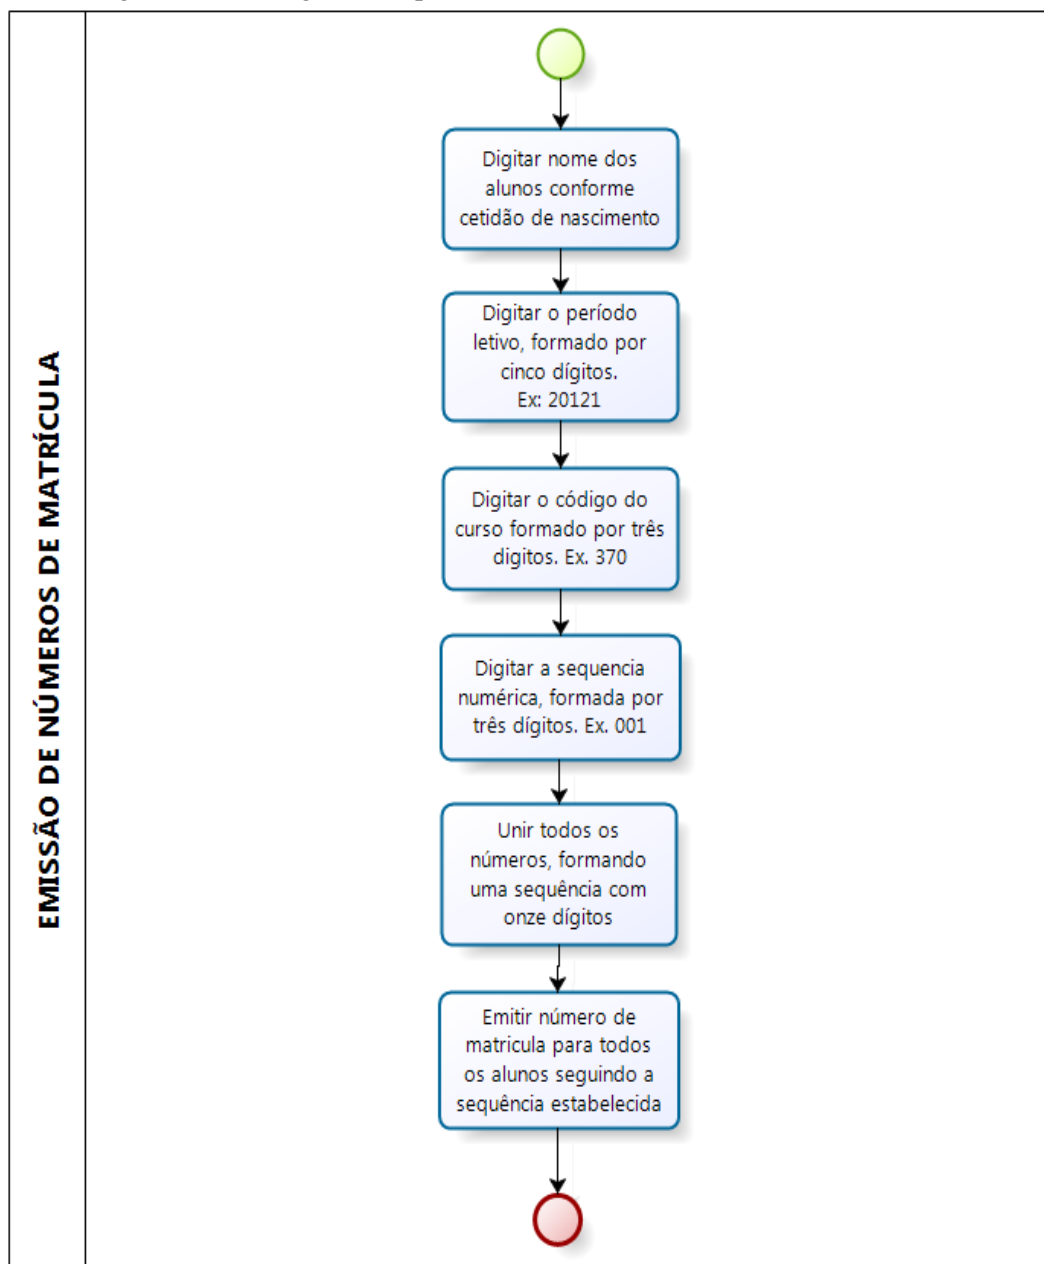 EMISSÃO DE NÚMEROS DE MATRÍCULA
Digitar nome dos
alunos conforme
cetidão de nascimento
Digitar o período
letivo, formado por
cinco dígitos.
Ex: 20121
Digitar o código do
curso formado por três
digitos. Ex. 370
Digitar a sequencia
numérica, formada por
três dígitos. Ex. 001
Unir todos os
números, formando
uma sequência com
onze dígitos
Emitir número de
matricula para todos
os alunos seguindo a
sequência estabelecida